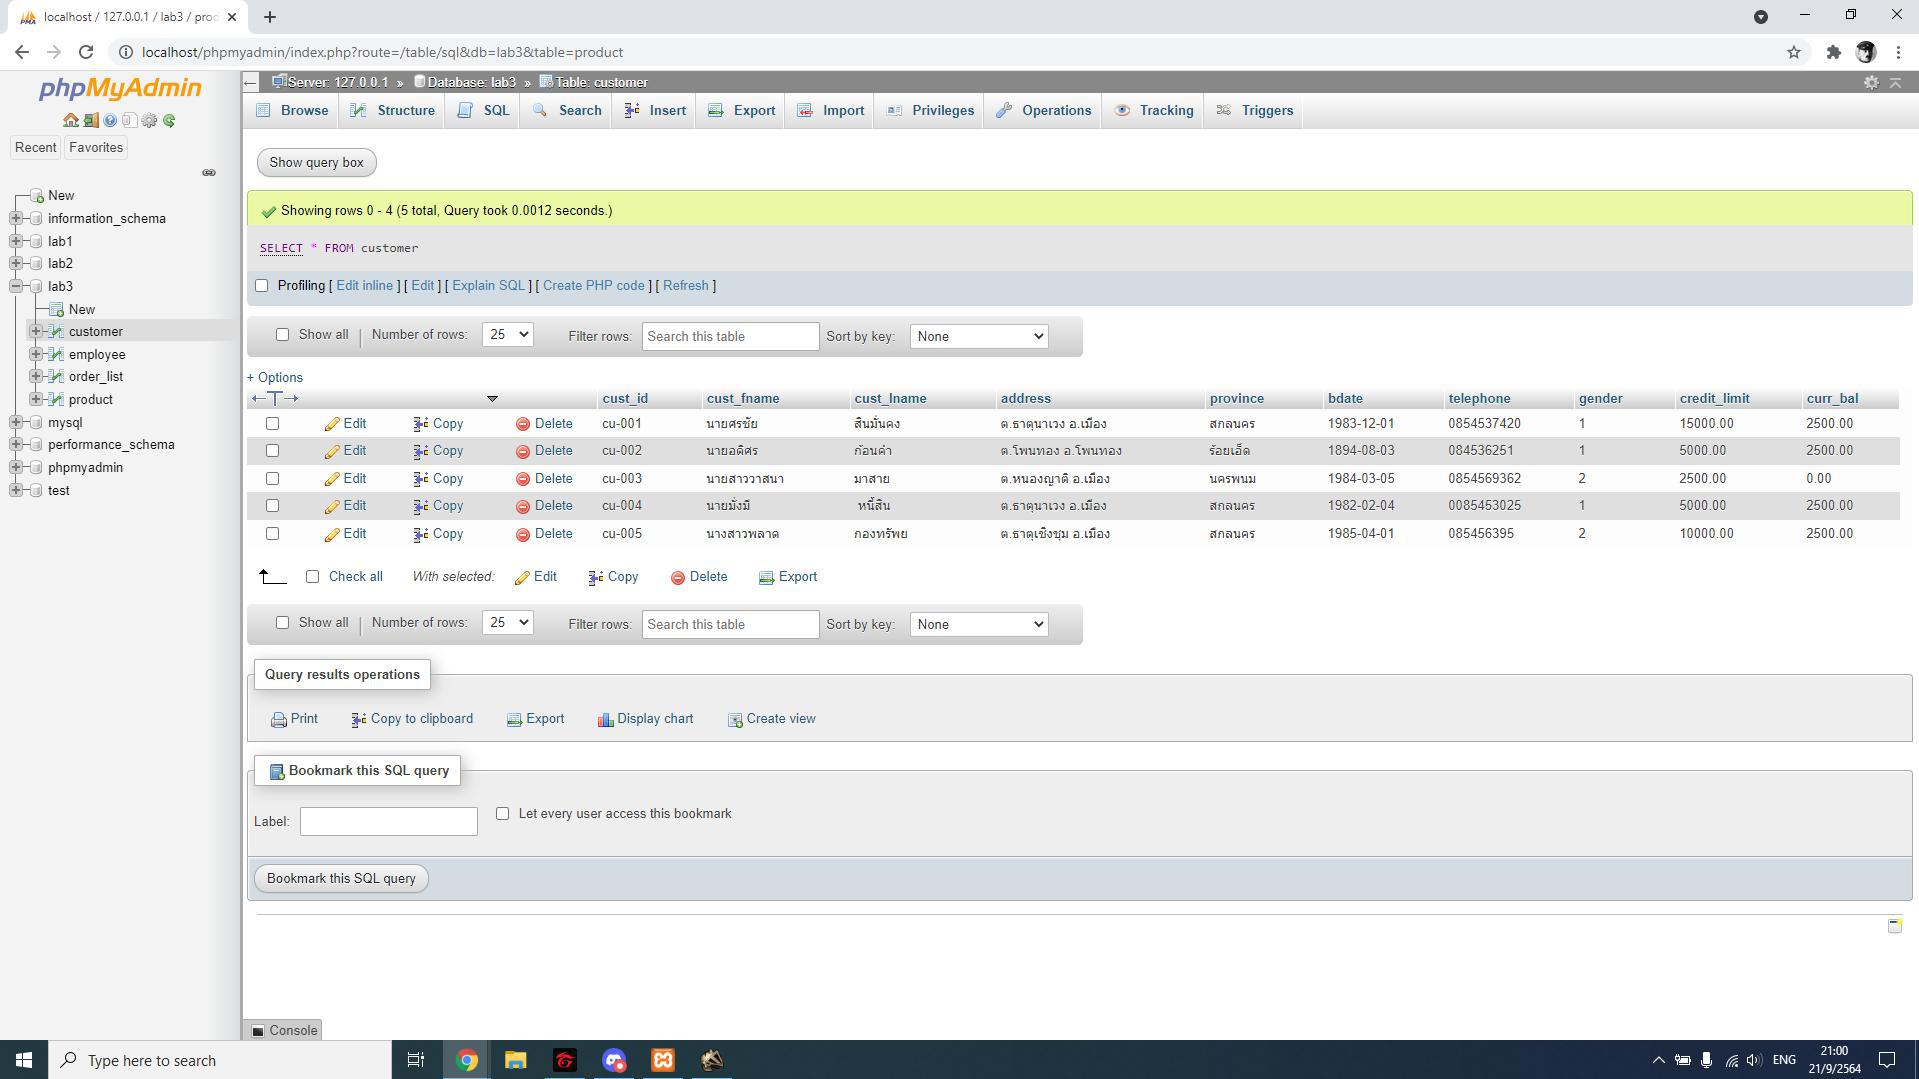 localhost / 127.0.0.1 / lab3 / prod
localhost/phpmyadmin/index.php?route=/table/sql&db=lab3&table=product
phpMyAdmin
Recent Favorites
New
information_schema
lab1
lab2
lab3
New
customer
employee
order_list
product
mysql
performance_schema
phpmyadmin
test
Server: 127.0.0.1 » Database: lab3 » Table: customer
Browse Structure SQL Search Insert Export Import Privileges Operations Tracking Triggers
Show query box
Showing rows 0 - 4 (5 total, Query took 0.0012 seconds.)
SELECT * FROM customer
Profiling [ Edit inline ] [ Edit ] [ Explain SQL ] [ Create PHP code ] [ Refresh ]
Show all Number of rows: 25 Filter rows: Search this table Sort by key: None
+ Options
←T→ cust_id cust_fname cust_lname address province bdate telephone gender credit_limit curr_bal
Edit Copy Delete cu-001 นายศรชัย สินมั่นคง ต.ธาตุนาเวง อ.เมือง สกลนคร 1983-12-01 0854537420 1 15000.00 2500.00
Edit Copy Delete cu-002 นายอดิศร ก้อนคำ ต.โพนทอง อ.โพนทอง ร้อยเอ็ด 1894-08-03 084536251 1 5000.00 2500.00
Edit Copy Delete cu-003 นายสาววาสนา มาสาย ต.หนองญาติ อ.เมือง นครพนม 1984-03-05 0854569362 2 2500.00 0.00
Edit Copy Delete cu-004 นายมั่งมี หนี้สิน ต.ธาตุนาเวง อ.เมือง สกลนคร 1982-02-04 0085453025 1 5000.00 2500.00
Edit Copy Delete cu-005 นางสาวพลาด กองทรัพย ต.ธาตุเชิงชุม อ.เมือง สกลนคร 1985-04-01 085456395 2 10000.00 2500.00
Check all With selected: Edit Copy Delete Export
Show all Number of rows: 25 Filter rows: Search this table Sort by key: None
Query results operations
Print Copy to clipboard Export Display chart Create view
Bookmark this SQL query
Label: Let every user access this bookmark
Bookmark this SQL query
Console
Type here to search
ENG
21:00
21/9/2564